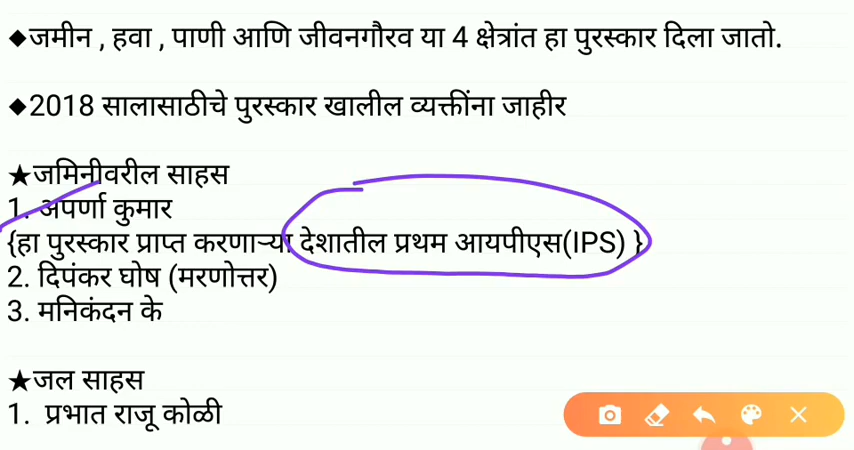 ◆जमीन , हवा , पाणी आणि जीवनगौरव या 4 क्षेत्रांत हा पुरस्कार दिला जातो.
◆2018 सालासाठीचे पुरस्कार खालील व्यक्तींना जाहीर
★जमिनीवरील साहस
1. अपर्णा कुमार
{हा पुरस्कार प्राप्त करणाऱ्या देशातील प्रथम आयपीएस(IPS) }
2. दिपंकर घोष (मरणोत्तर)
3. मनिकंदन के
★जल साहस
1. प्रभात राजू कोळी